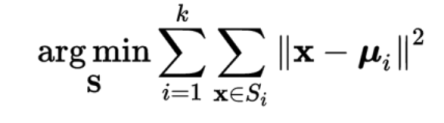 arg min_S ∑_{i=1}^{k} ∑_{x∈S_i} ‖x − μ_i‖²